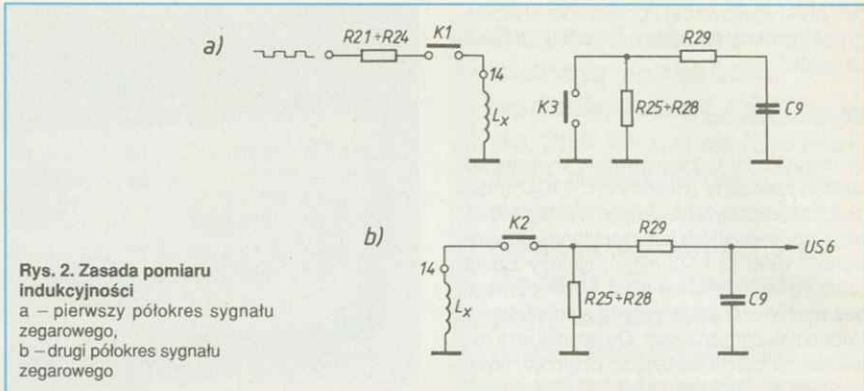 a)
R21÷R24
K1
14
Lx
K3
R25÷R28
R29
C9
b)
14
Lx
K2
R25÷R28
R29
C9
US6
Rys. 2. Zasada pomiaru
indukcyjności
a – pierwszy półokres sygnału
zegarowego,
b – drugi półokres sygnału
zegarowego